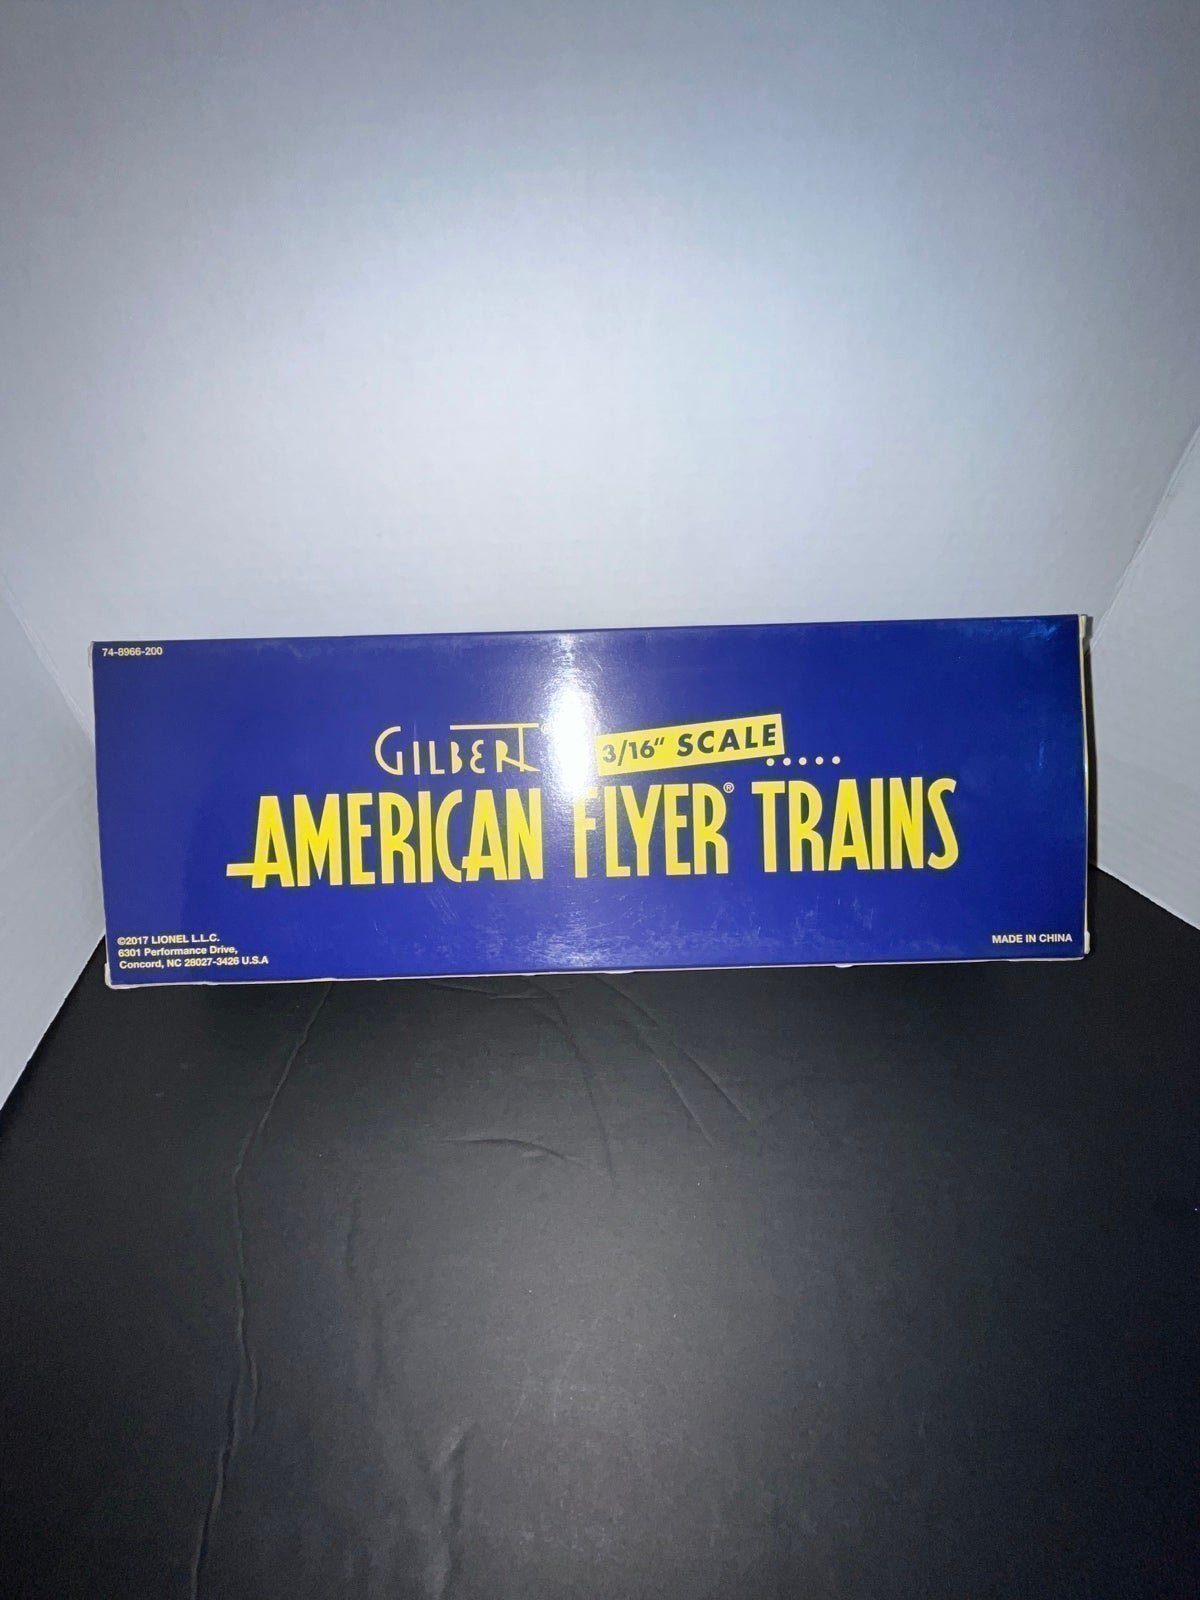 74-8966-200
GILBERT
3/16" SCALE
AMERICAN FLYER® TRAINS
©2017 LIONEL L.L.C.
6301 Performance Drive,
Concord, NC 28027-3426 U.S.A
MADE IN CHINA